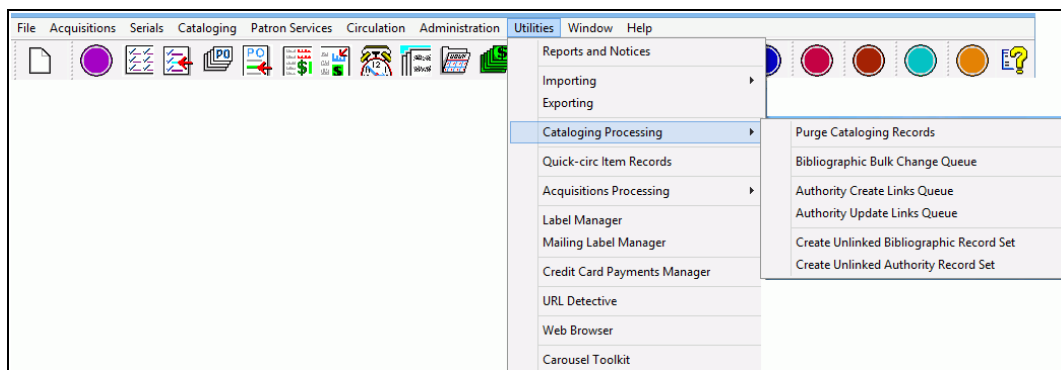 File Acquisitions Serials Cataloging Patron Services Circulation Administration Utilities Window Help
PO
PO
12
Reports and Notices
Importing
Exporting
Cataloging Processing
Purge Cataloging Records
Quick-circ Item Records
Bibliographic Bulk Change Queue
Acquisitions Processing
Authority Create Links Queue
Label Manager
Authority Update Links Queue
Mailing Label Manager
Create Unlinked Bibliographic Record Set
Credit Card Payments Manager
Create Unlinked Authority Record Set
URL Detective
Web Browser
Carousel Toolkit